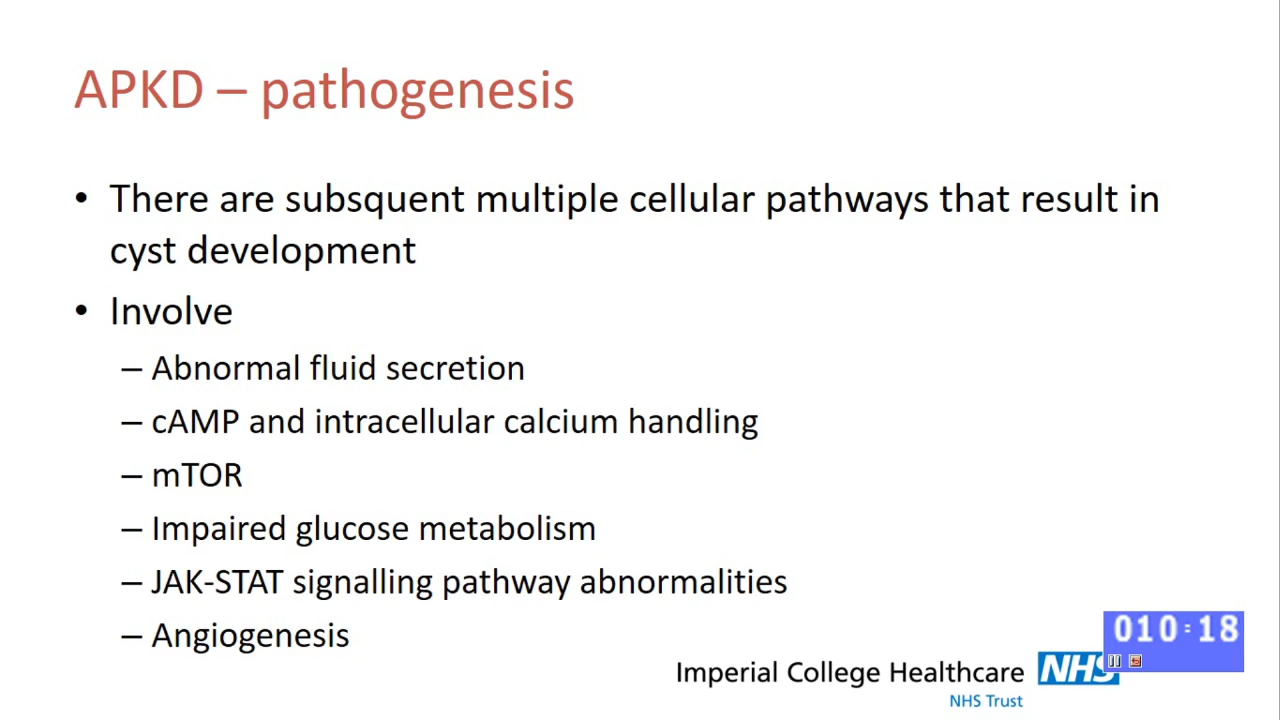 APKD – pathogenesis
• There are subsquent multiple cellular pathways that result in
cyst development
• Involve
– Abnormal fluid secretion
– cAMP and intracellular calcium handling
– mTOR
– Impaired glucose metabolism
– JAK-STAT signalling pathway abnormalities
– Angiogenesis
010:18
Imperial College Healthcare NHS
NHS Trust